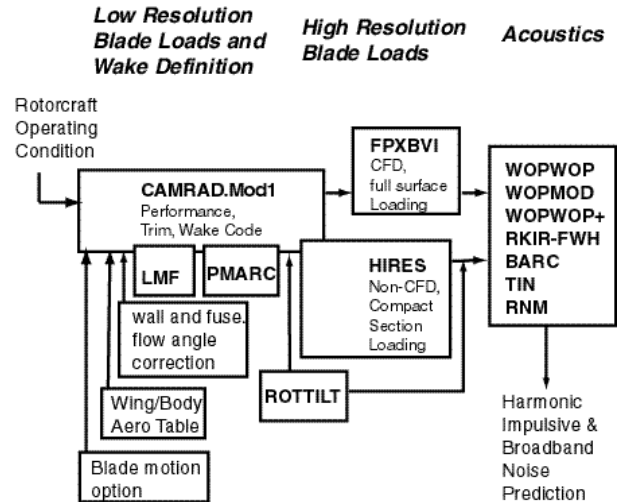 Low Resolution
Blade Loads and
Wake Definition
High Resolution
Blade Loads
Acoustics
Rotorcraft
Operating
Condition
CAMRAD.Mod1
Performance,
Trim, Wake Code
LMF
PMARC
wall and fuse.
flow angle
correction
Wing/Body
Aero Table
Blade motion
option
ROTTILT
FPXBVI
CFD,
full surface
Loading
HIRES
Non-CFD,
Compact
Section
Loading
WOPWOP
WOPMOD
WOPWOP+
RKIR-FWH
BARC
TIN
RNM
Harmonic
Impulsive &
Broadband
Noise
Prediction